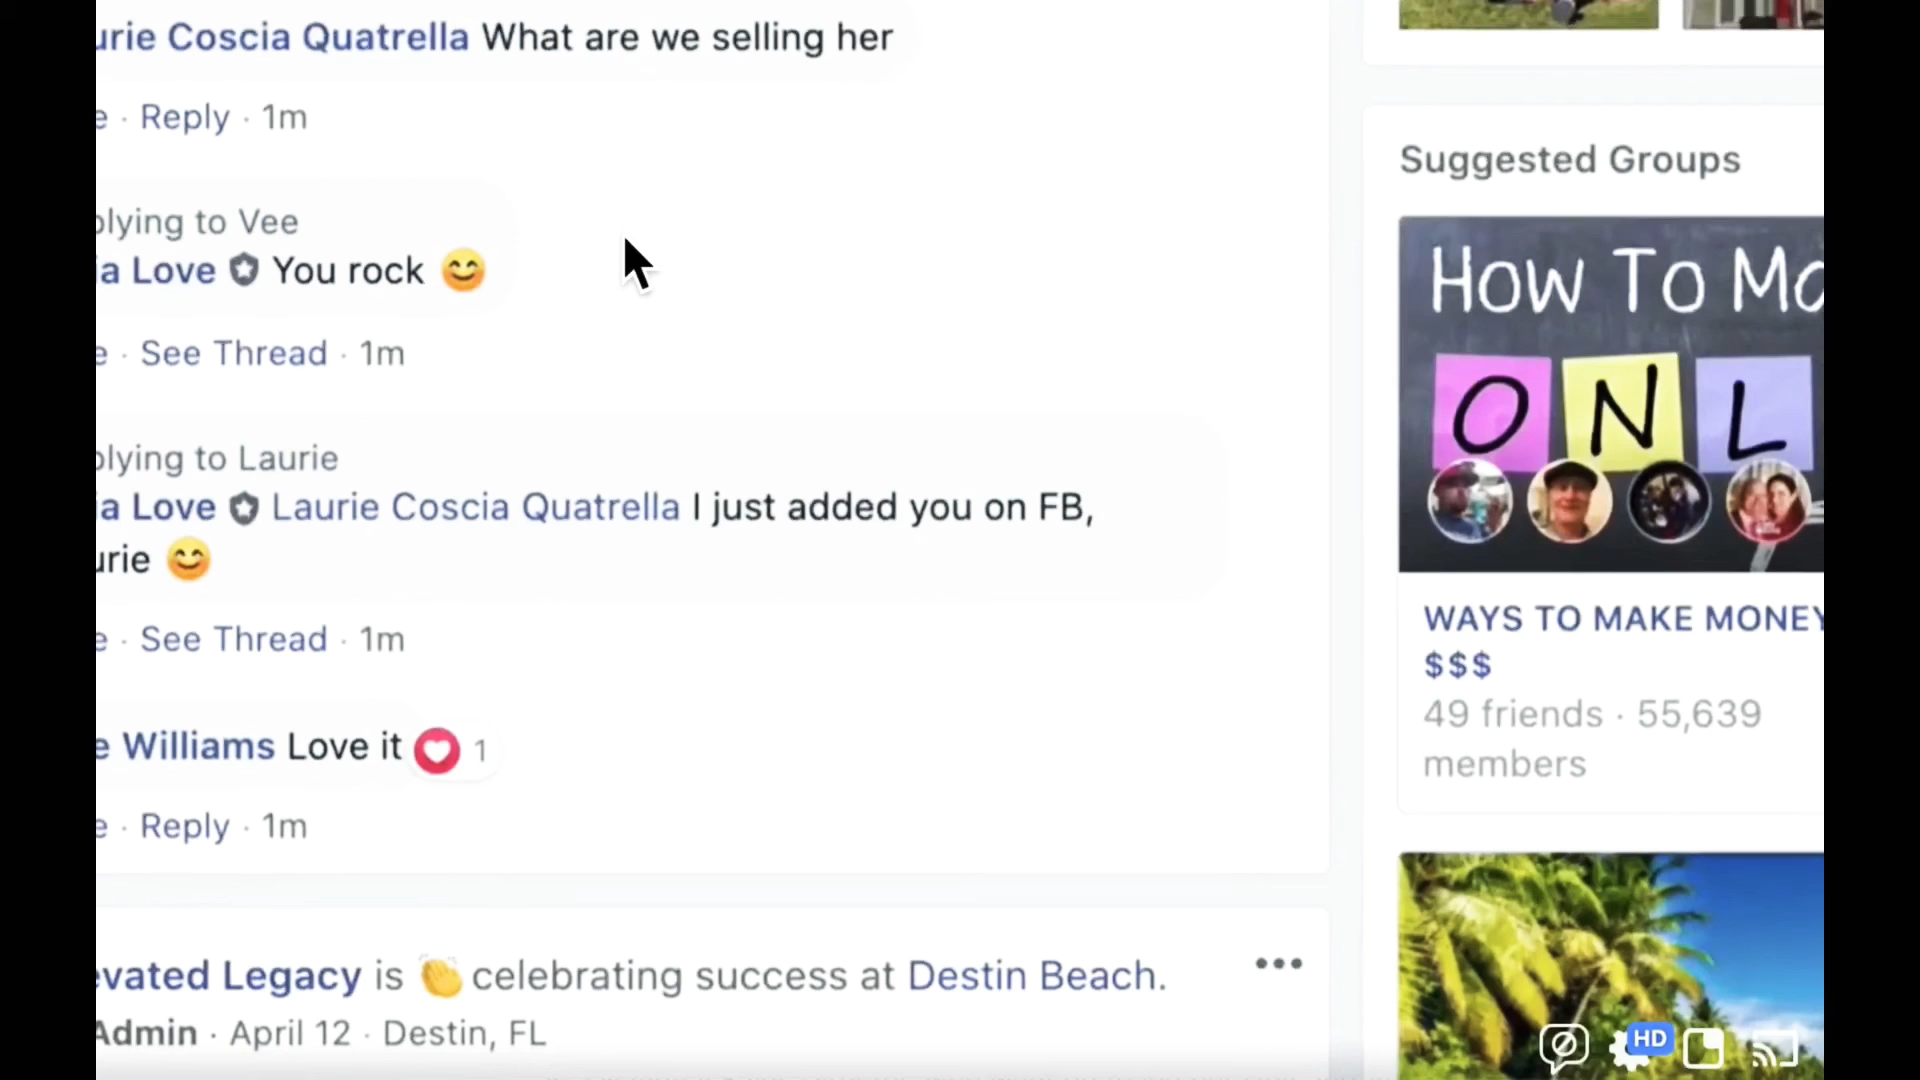 urie Coscia Quatrella What are we selling her
e · Reply · 1m
plying to Vee
ia Love You rock 😊
e · See Thread · 1m
plying to Laurie
ia Love Laurie Coscia Quatrella I just added you on FB,
urie 😊
e · See Thread · 1m
e Williams Love it 1
e · Reply · 1m
evated Legacy is 👏 celebrating success at Destin Beach.
Admin · April 12 · Destin, FL
Suggested Groups
How To Mo
ONL
WAYS TO MAKE MONEY
$$$
49 friends · 55,639
members
HD